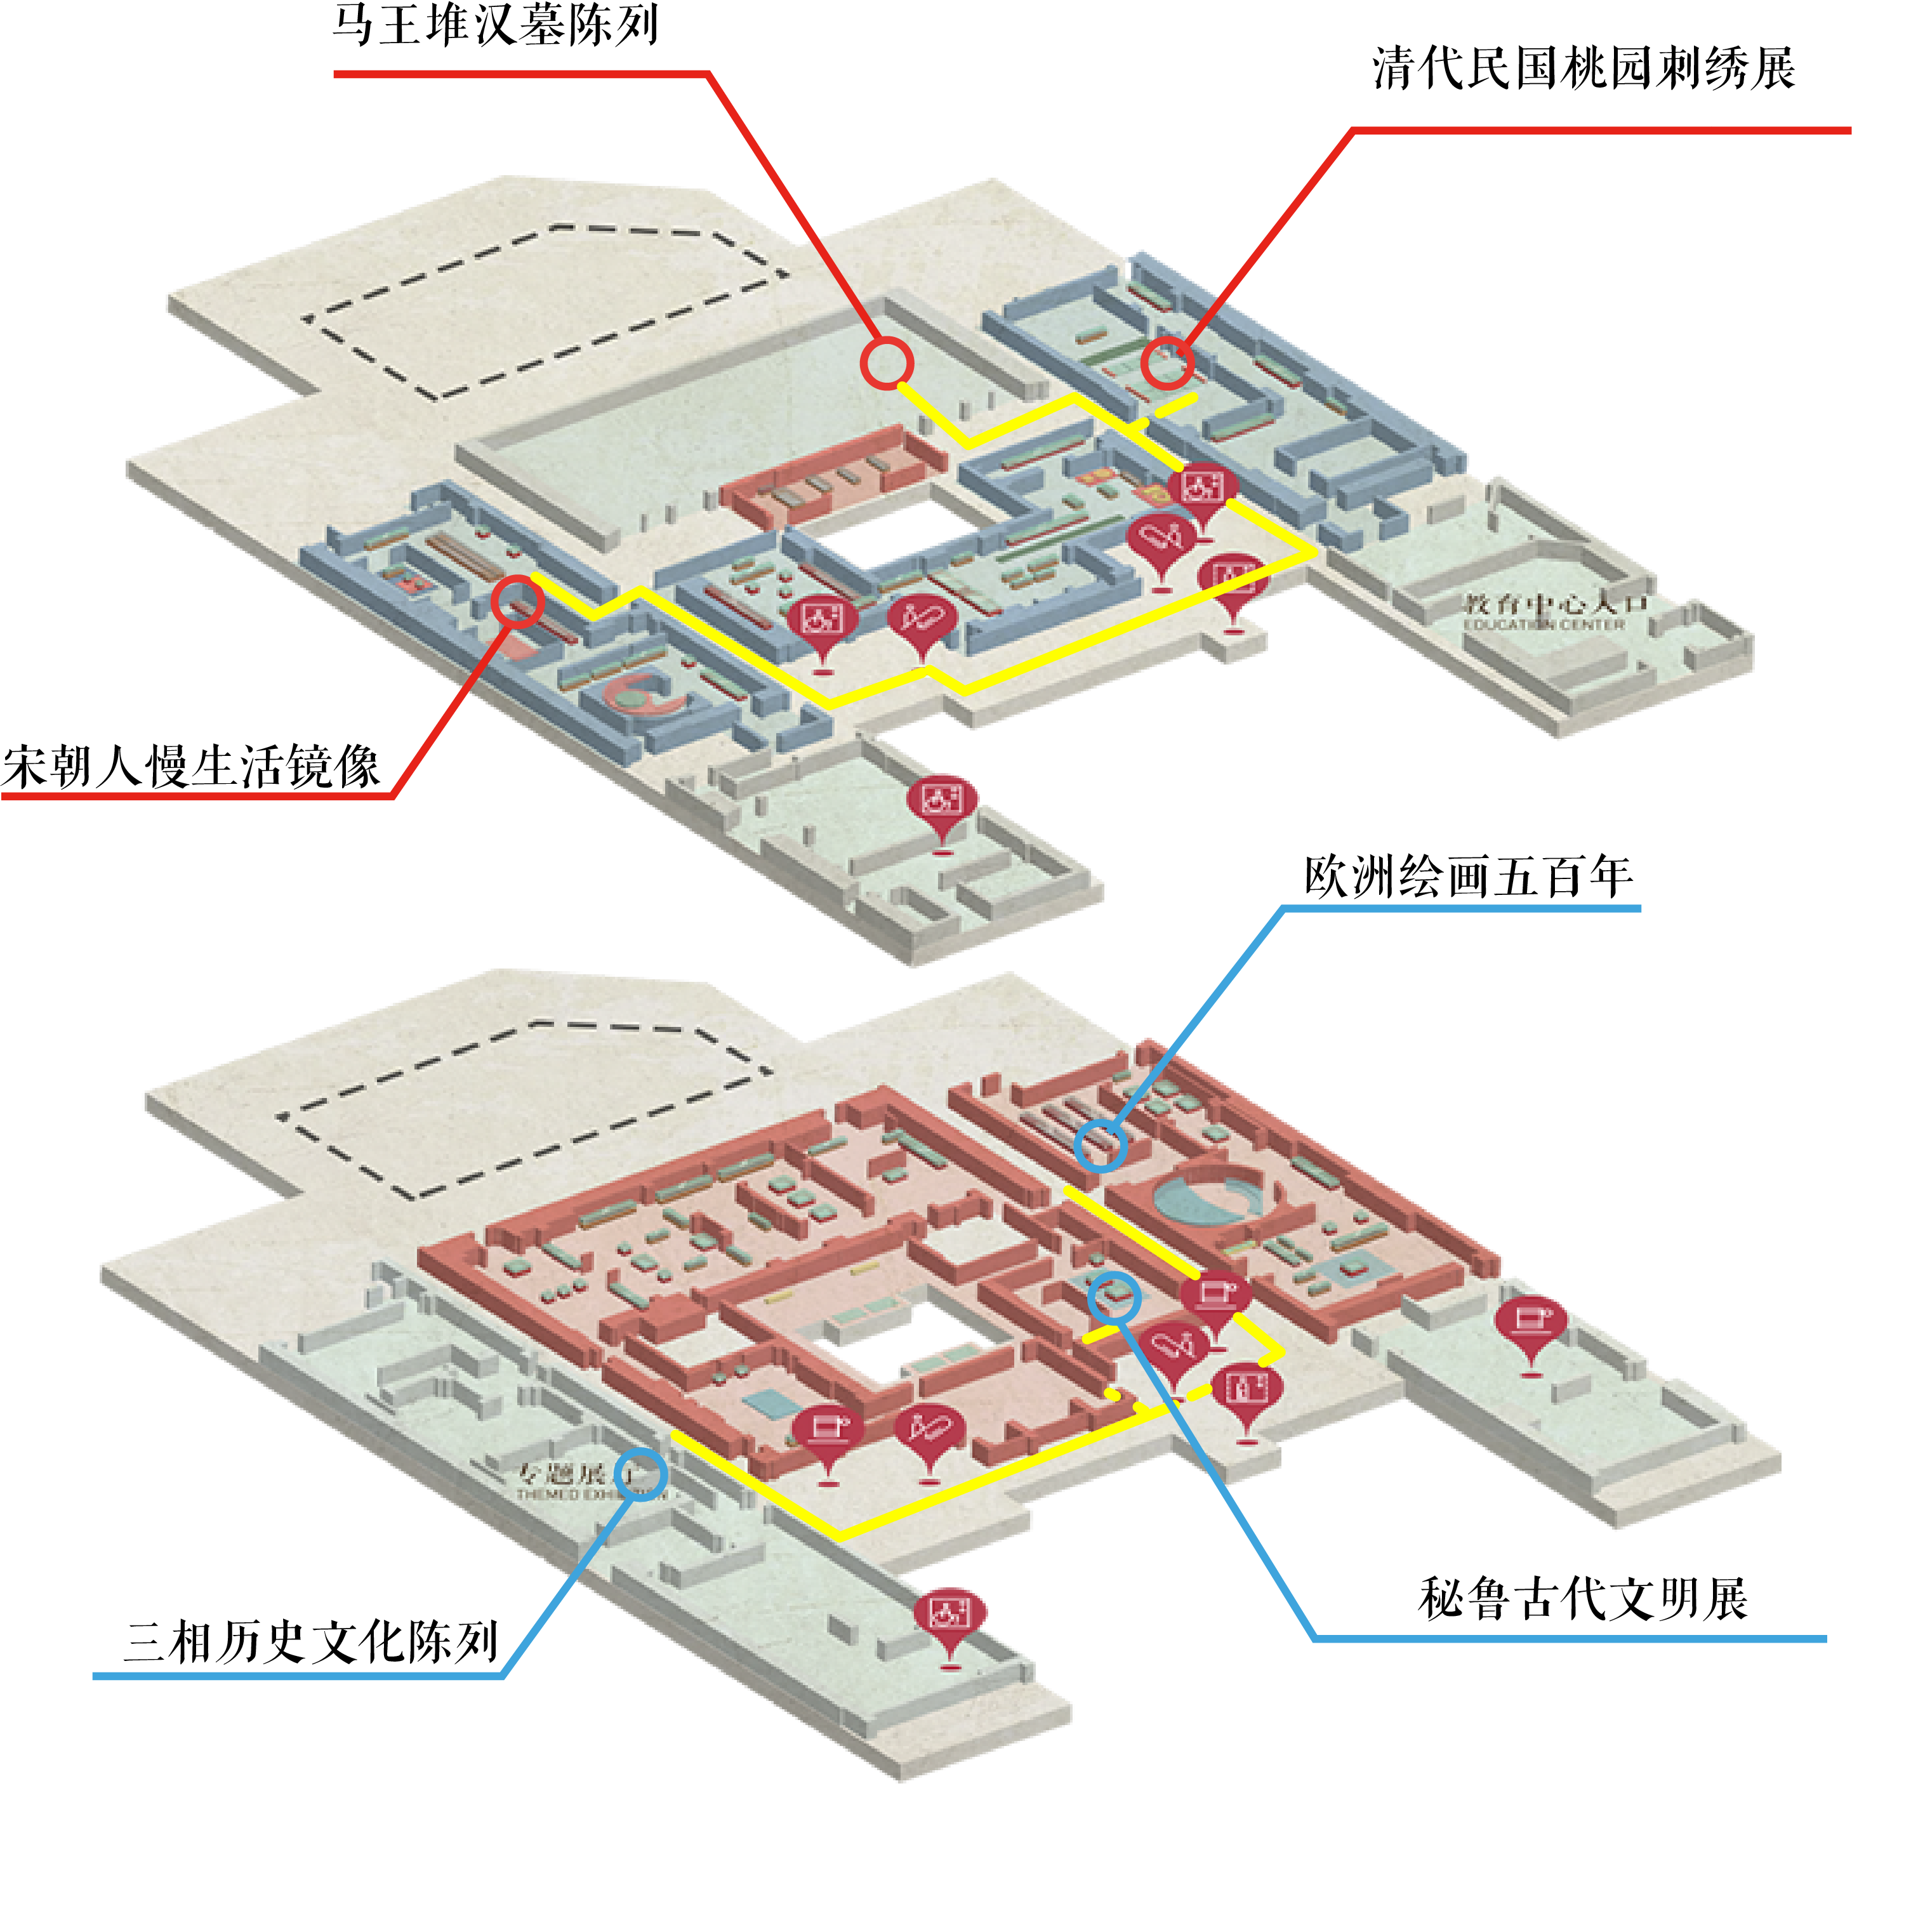 马王堆汉墓陈列
清代民国桃园刺绣展
教育中心入口
EDUCATION CENTER
宋朝人慢生活镜像
欧洲绘画五百年
专题展厅
THEMED EXHIBITION
秘鲁古代文明展
三相历史文化陈列